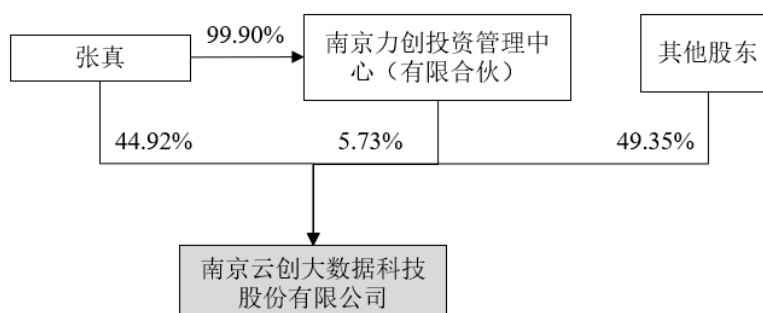 张真
99.90%
南京力创投资管理中
心（有限合伙）
其他股东
44.92%
5.73%
49.35%
南京云创大数据科技
股份有限公司